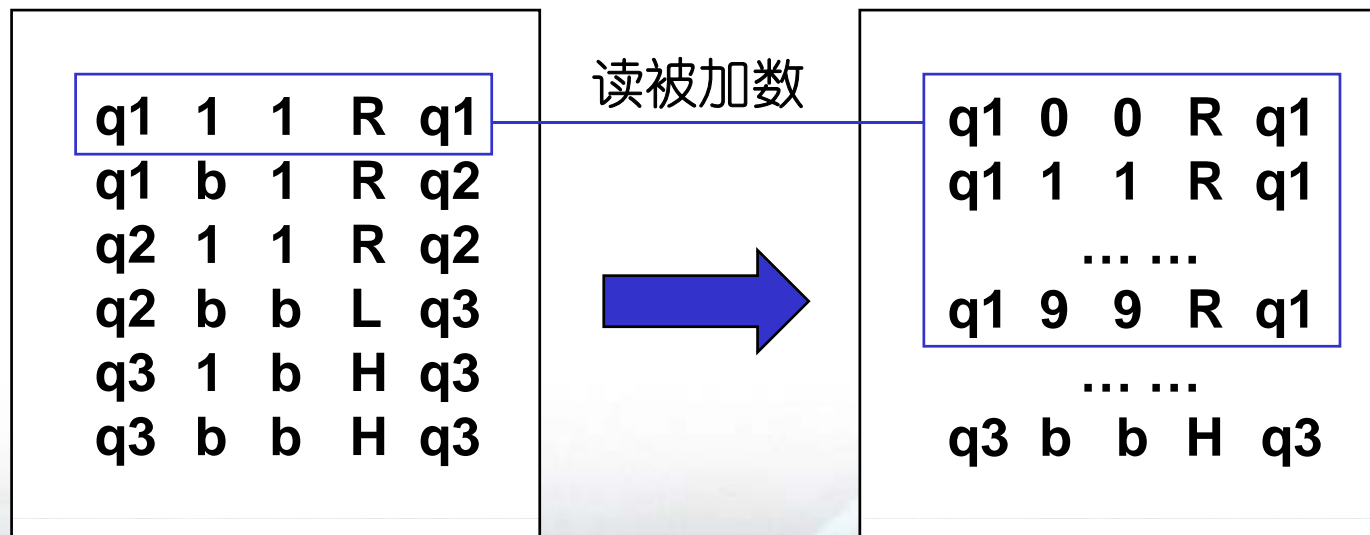 q1 1 1 R q1
q1 b 1 R q2
q2 1 1 R q2
q2 b b L q3
q3 1 b H q3
q3 b b H q3
读被加数
q1 0 0 R q1
q1 1 1 R q1
... ...
q1 9 9 R q1
... ...
q3 b b H q3